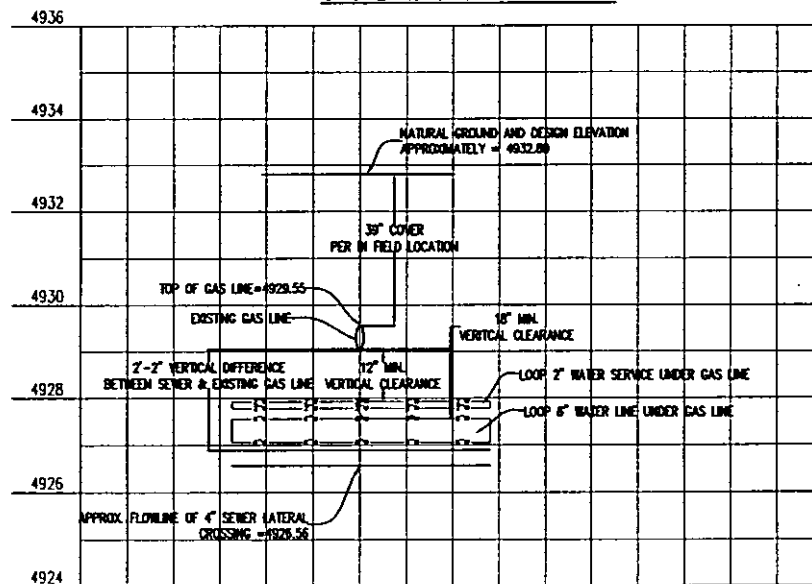 4936
4934
NATURAL GROUND AND DESIGN ELEVATION
APPROXIMATELY = 4932.80
4932
39" COVER
PER IN FIELD LOCATION
TOP OF GAS LINE=4929.55
4930
EXISTING GAS LINE
18" MIN.
VERITCAL CLEARANCE
2'-2" VERTICAL DIFFERENCE
BETWEEN SEWER & EXISTING GAS LINE
12" MIN.
VERTICAL CLEARANCE
LOOP 2" WATER SERVICE UNDER GAS LINE
4928
LOOP WATER LINE UNDER GAS LINE
4926
APPROX. FLOWLINE OF 4" SEWER LATERAL
CROSSING =4926.56
4924